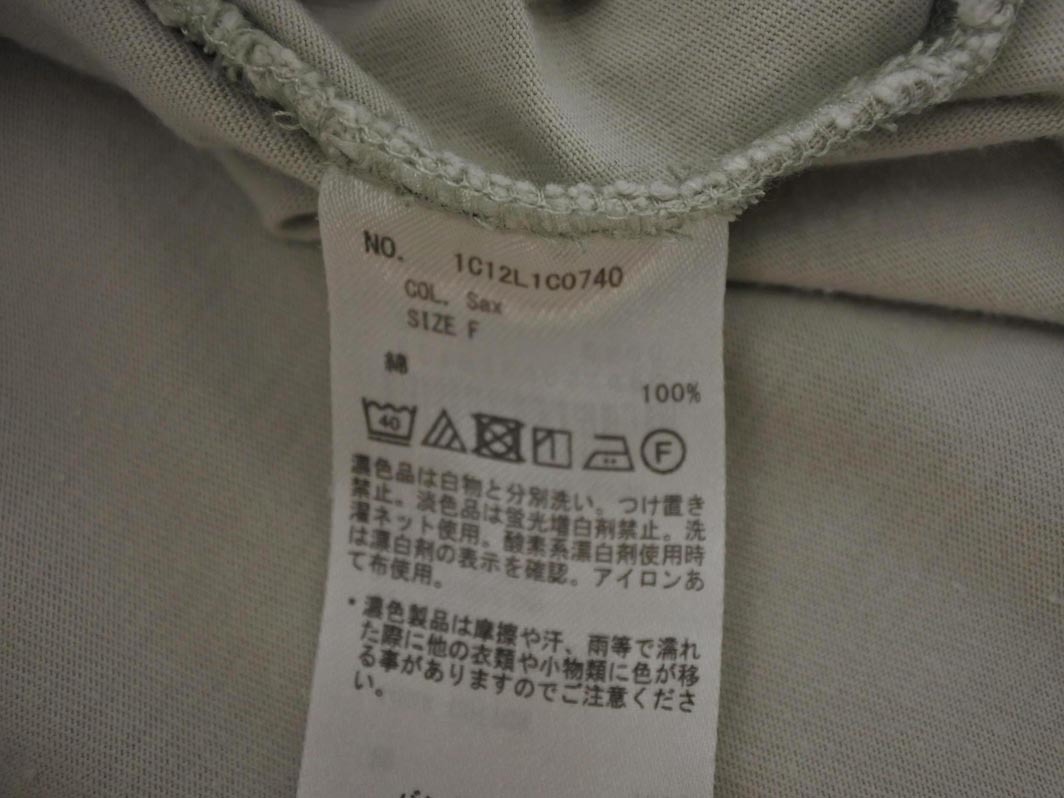 NO. 1C12L1C0740
COL. Sax
SIZE F
綿 100%
40 F
濃色品は白物と分別洗い。つけ置き
禁止。淡色品は蛍光増白剤禁止。洗
濯ネット使用。酸素系漂白剤使用時
は漂白剤の表示を確認。アイロンあ
て布使用。
・濃色製品は摩擦や汗、雨等で濡れ
た際に他の衣類や小物類に色が移
る事がありますのでご注意くださ
い。